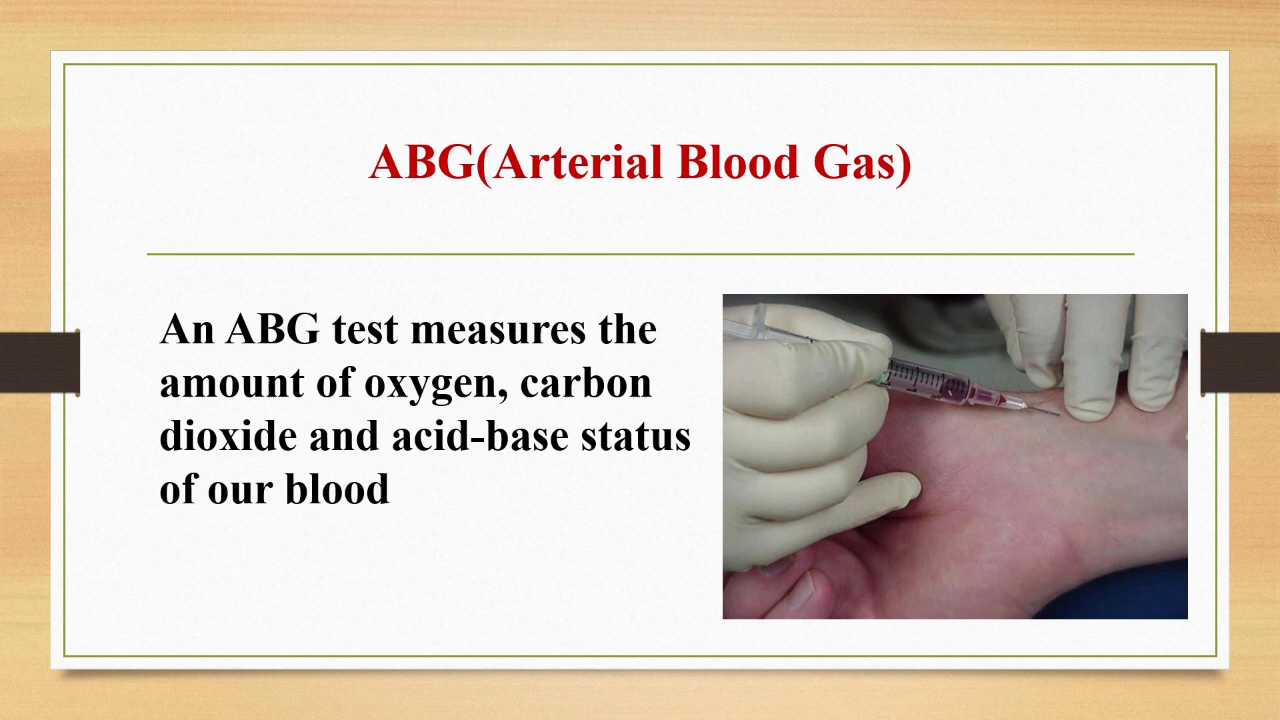 ABG(Arterial Blood Gas)
An ABG test measures the
amount of oxygen, carbon
dioxide and acid-base status
of our blood